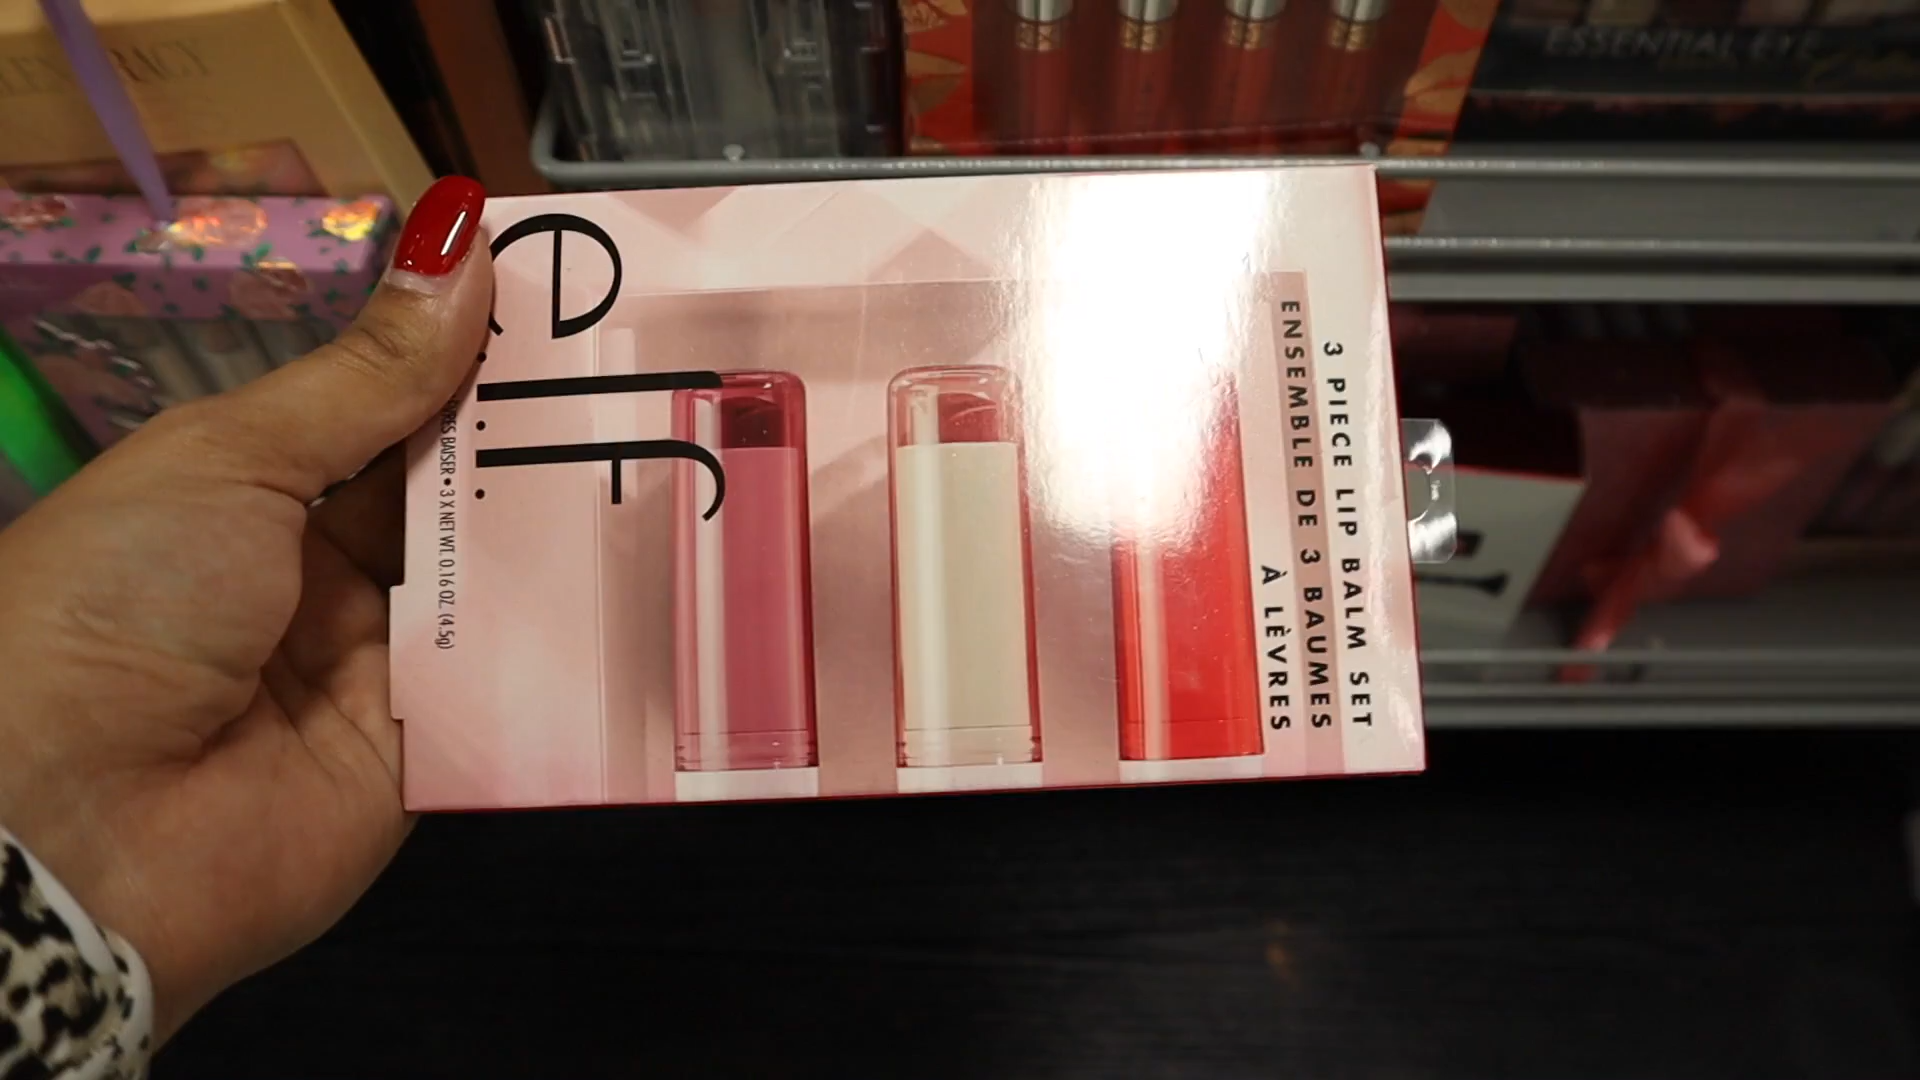 e.l.f.
3 PIECE LIP BALM SET
ENSEMBLE DE 3 BAUMES
À LÈVRES
BAISER • 3 X NET WT. 0.16 OZ. (4.5g)
ESSENTIAL EYE